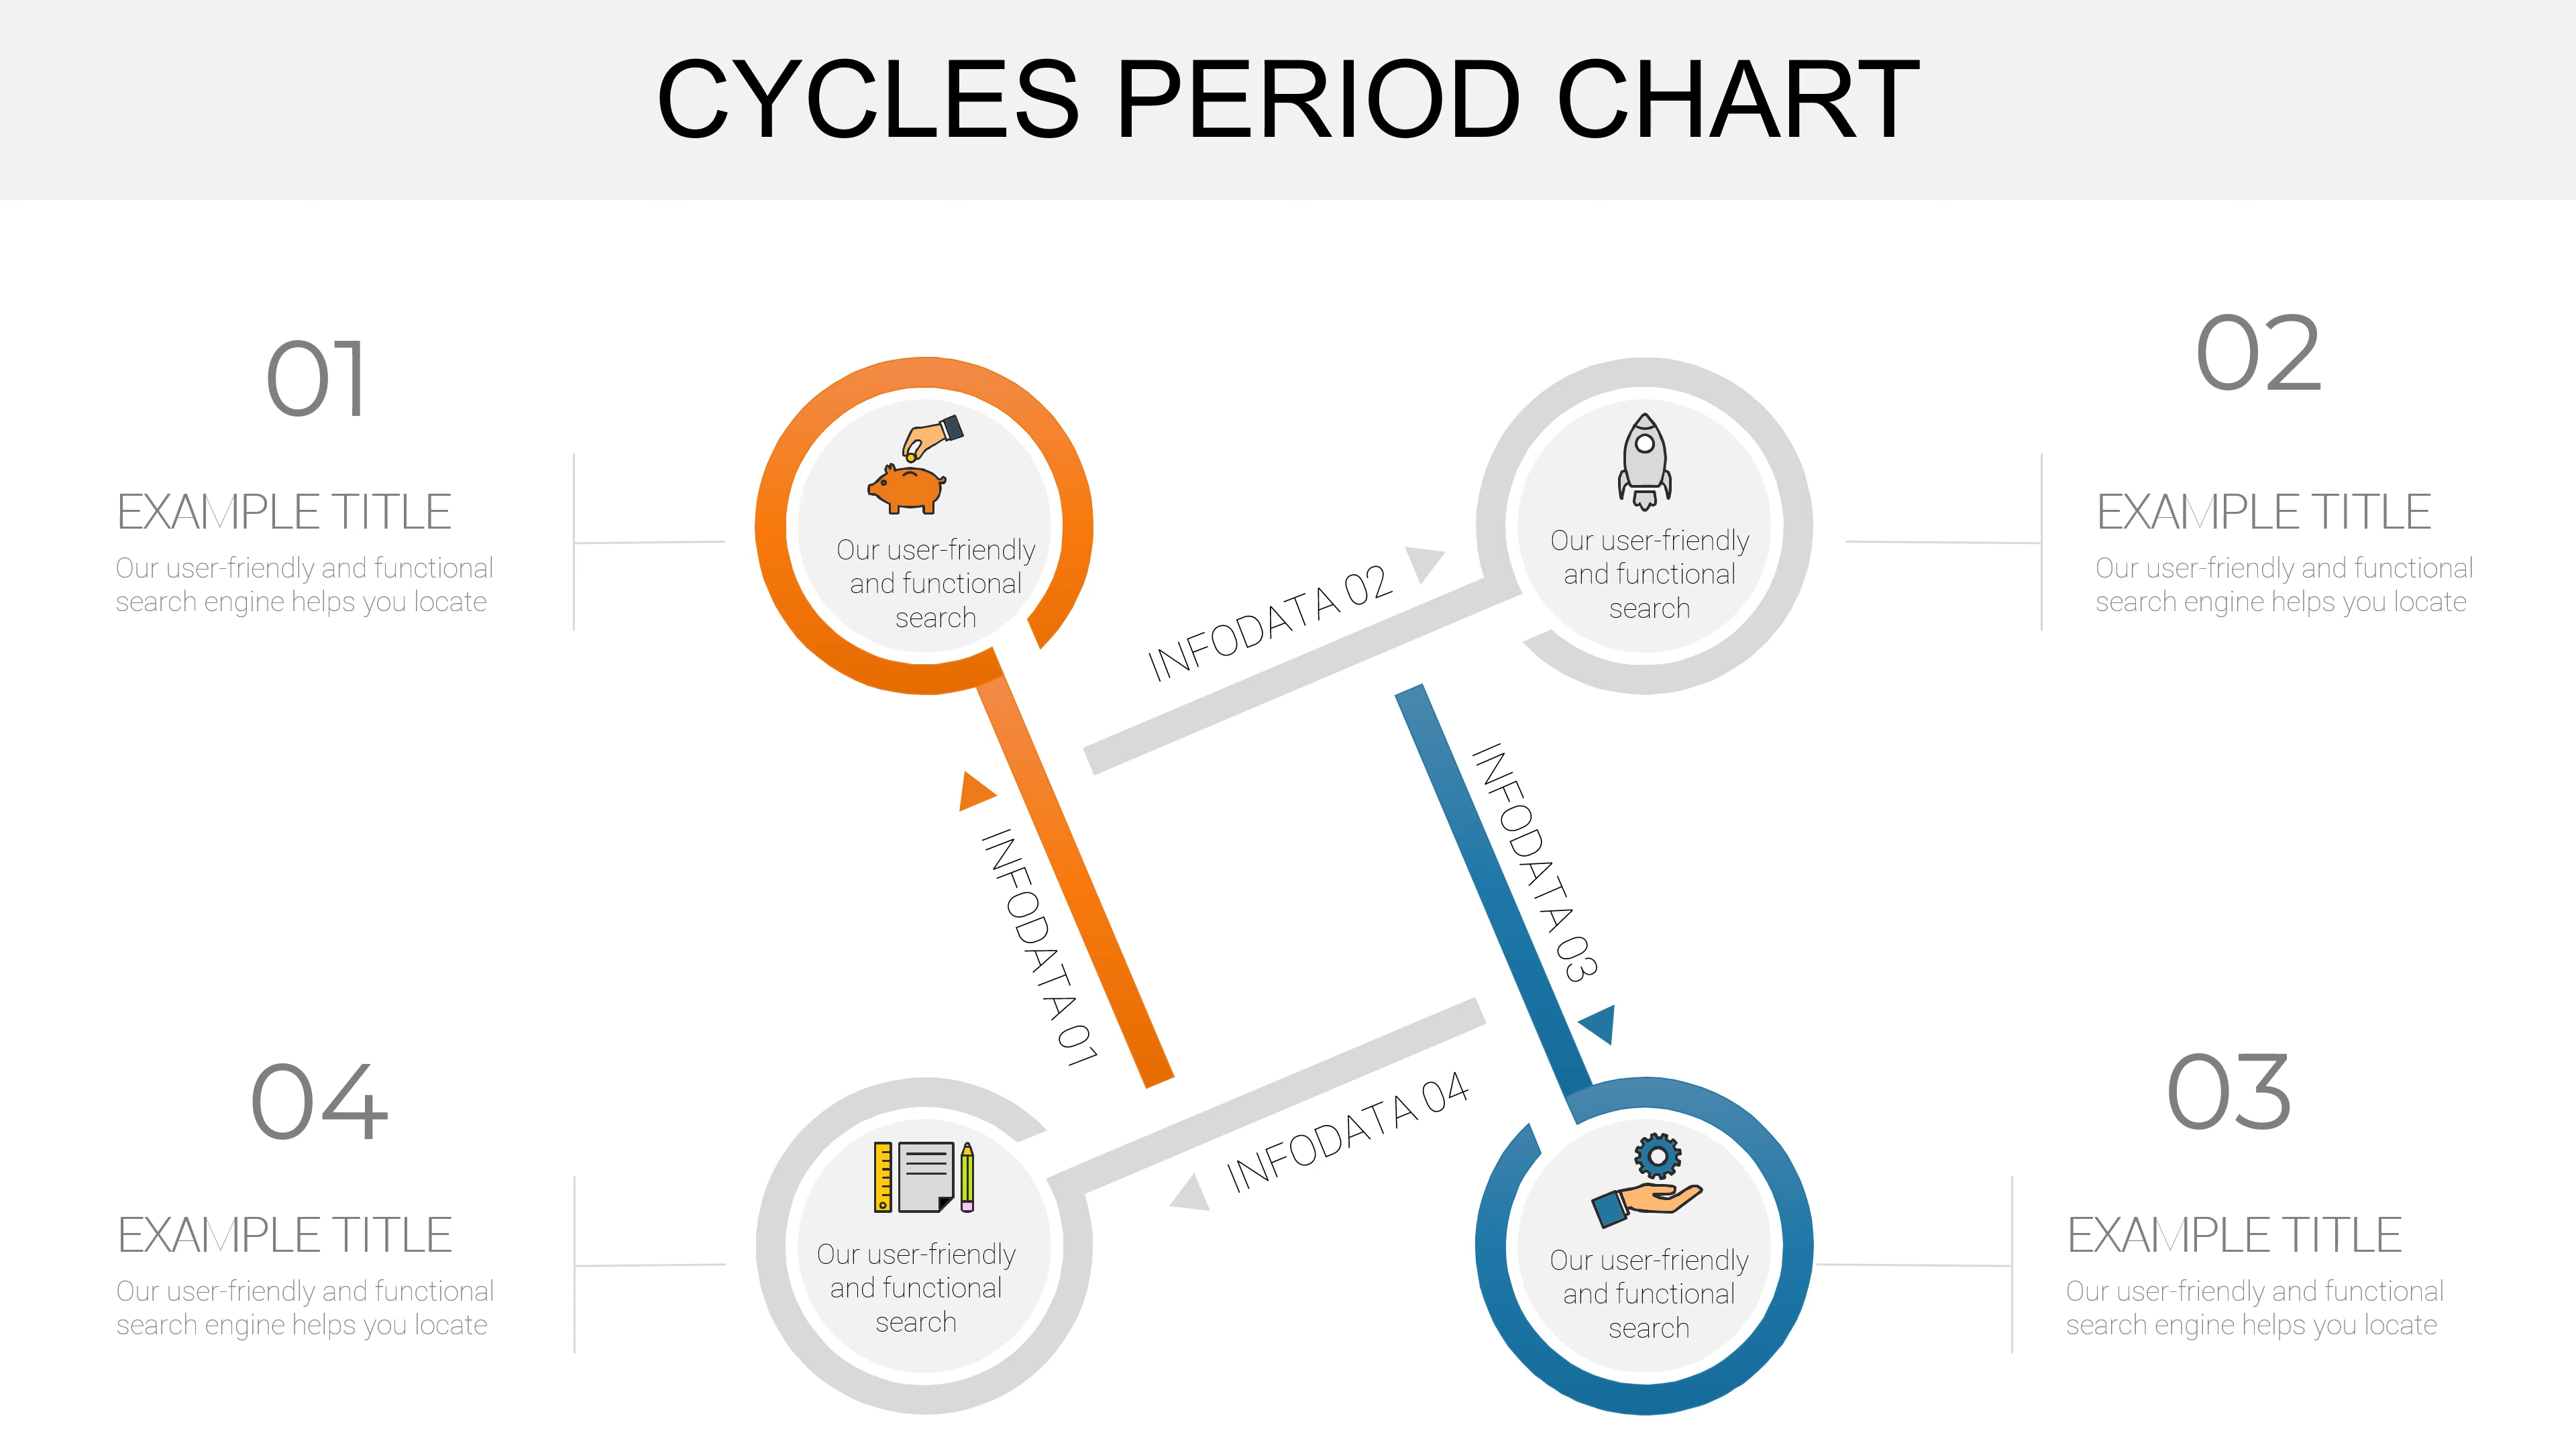 CYCLES PERIOD CHART
01
EXAMPLE TITLE
Our user-friendly and functional
search engine helps you locate
Our user-friendly
and functional
search
INFODATA 01
02
EXAMPLE TITLE
Our user-friendly and functional
search engine helps you locate
Our user-friendly
and functional
search
INFODATA 02
03
EXAMPLE TITLE
Our user-friendly and functional
search engine helps you locate
Our user-friendly
and functional
search
INFODATA 03
04
EXAMPLE TITLE
Our user-friendly and functional
search engine helps you locate
Our user-friendly
and functional
search
INFODATA 04